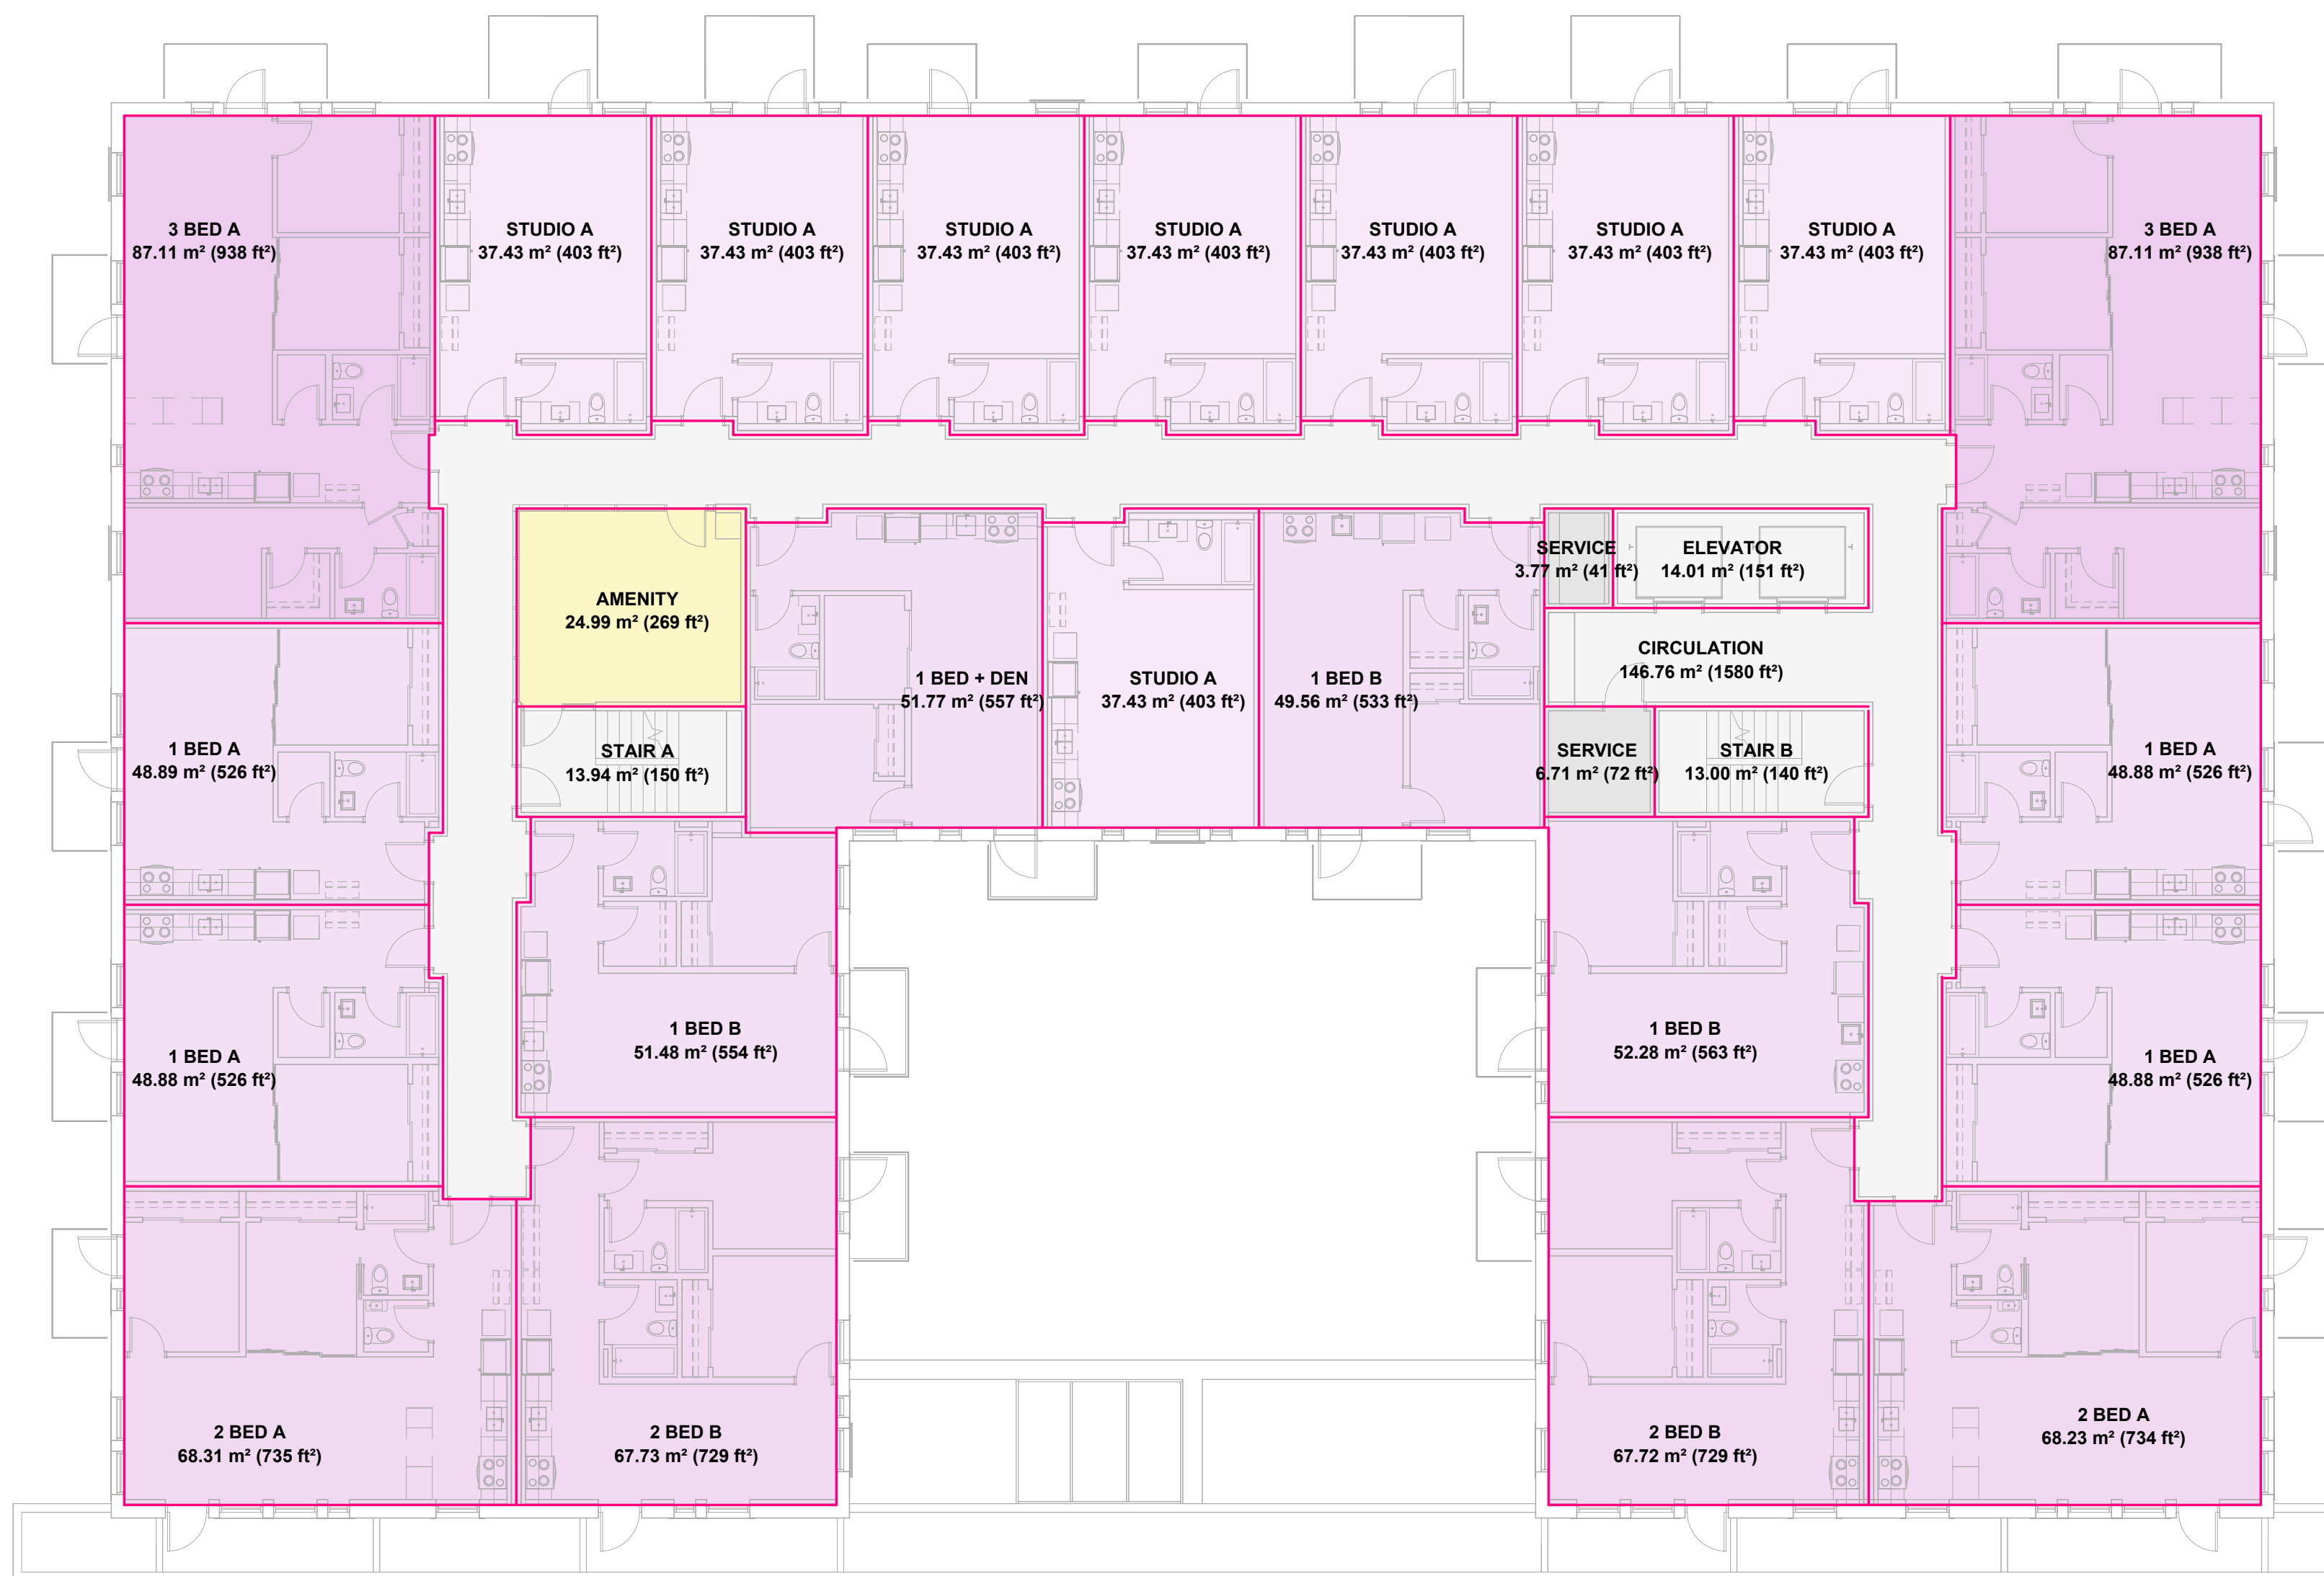 3 BED A
87.11 m² (938 ft²)
STUDIO A
37.43 m² (403 ft²)
STUDIO A
37.43 m² (403 ft²)
STUDIO A
37.43 m² (403 ft²)
STUDIO A
37.43 m² (403 ft²)
STUDIO A
37.43 m² (403 ft²)
STUDIO A
37.43 m² (403 ft²)
STUDIO A
37.43 m² (403 ft²)
3 BED A
87.11 m² (938 ft²)
AMENITY
24.99 m² (269 ft²)
SERVICE
3.77 m² (41 ft²)
ELEVATOR
14.01 m² (151 ft²)
1 BED + DEN
51.77 m² (557 ft²)
STUDIO A
37.43 m² (403 ft²)
1 BED B
49.56 m² (533 ft²)
CIRCULATION
146.76 m² (1580 ft²)
1 BED A
48.89 m² (526 ft²)
STAIR A
13.94 m² (150 ft²)
SERVICE
6.71 m² (72 ft²)
STAIR B
13.00 m² (140 ft²)
1 BED A
48.88 m² (526 ft²)
1 BED A
48.88 m² (526 ft²)
1 BED B
51.48 m² (554 ft²)
1 BED B
52.28 m² (563 ft²)
1 BED A
48.88 m² (526 ft²)
2 BED A
68.31 m² (735 ft²)
2 BED B
67.73 m² (729 ft²)
2 BED B
67.72 m² (729 ft²)
2 BED A
68.23 m² (734 ft²)